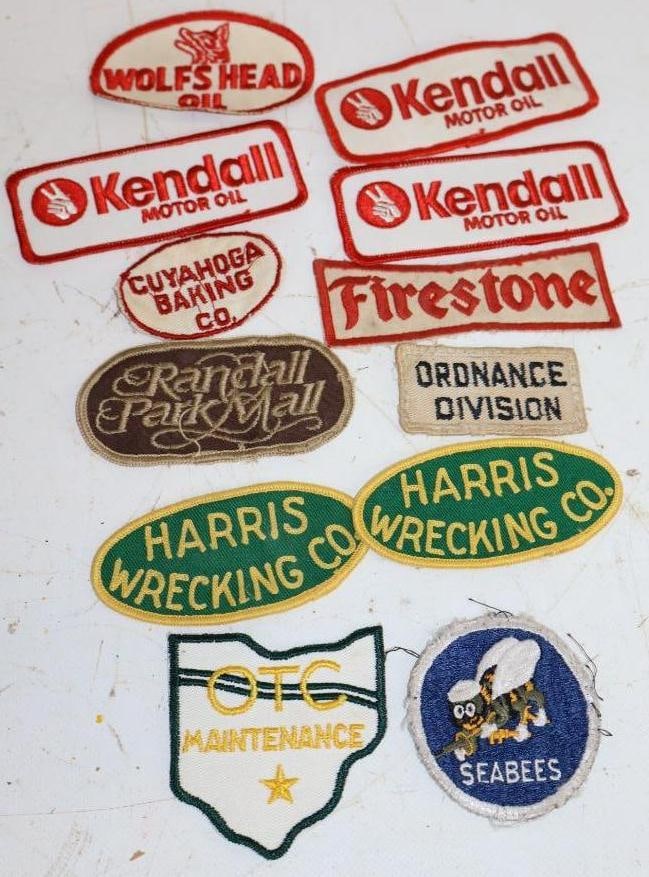 WOLF'S HEAD
OIL
Kendall
MOTOR OIL
Kendall
MOTOR OIL
Kendall
MOTOR OIL
CUYAHOGA
BAKING
CO.
Firestone
Randall
Park Mall
ORDNANCE
DIVISION
HARRIS
WRECKING CO.
HARRIS
WRECKING CO.
OTC
MAINTENANCE
SEABEES